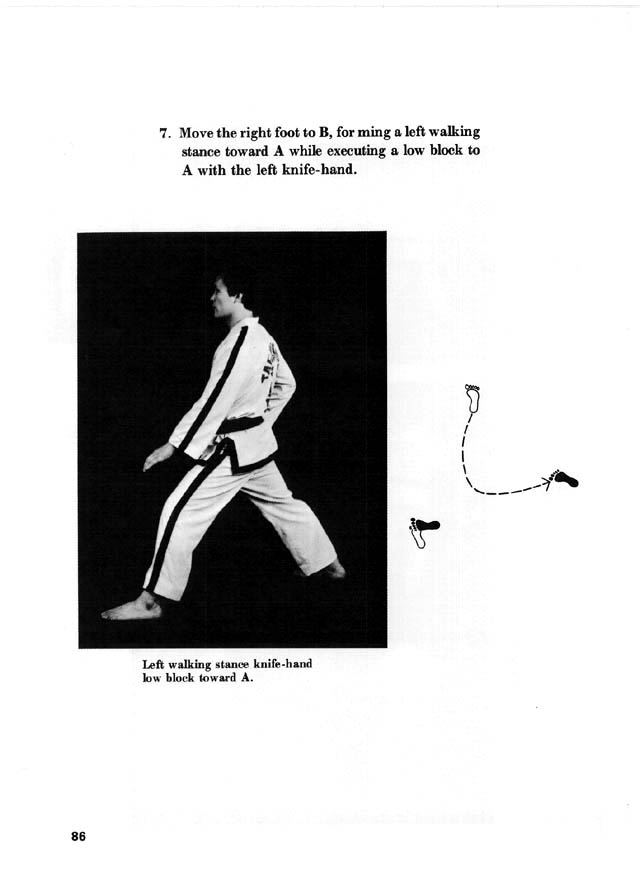 7. Move the right foot to B, for ming a left walking
stance toward A while executing a low block to
A with the left knife-hand.
Left walking stance knife-hand
low block toward A.
86